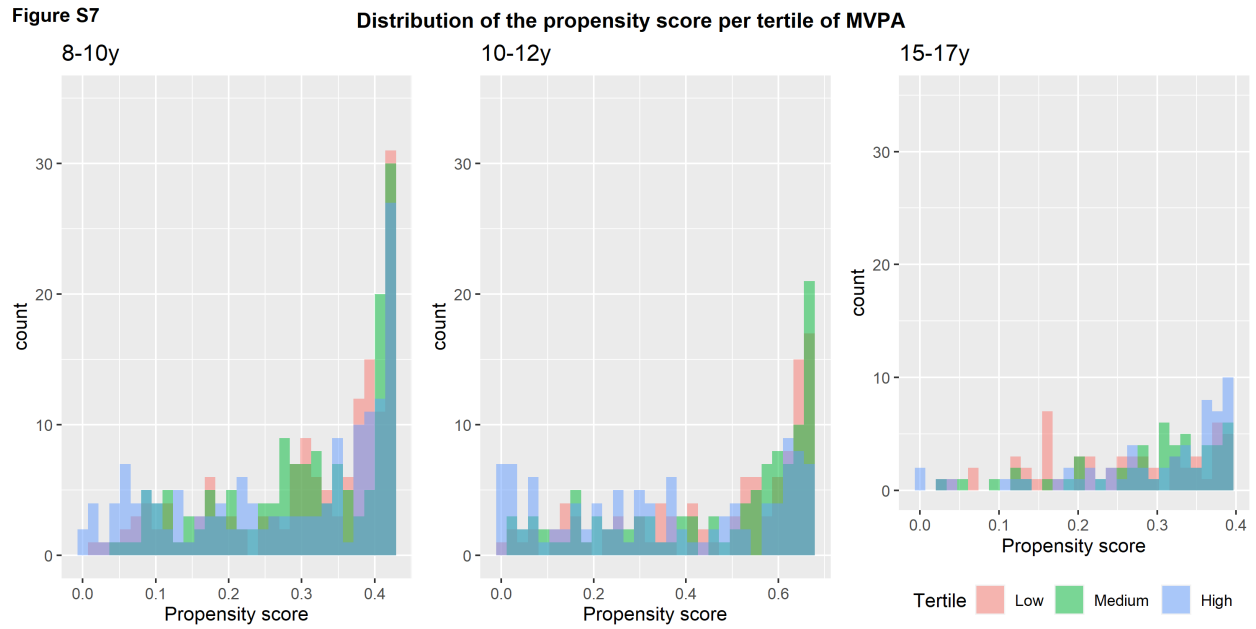 Figure S7
Distribution of the propensity score per tertile of MVPA
8-10y
10-12y
15-17y
count
30
20
10
0
0.0 0.1 0.2 0.3 0.4
Propensity score
count
30
20
10
0
0.0 0.2 0.4 0.6
Propensity score
count
30
20
10
0
0.0 0.1 0.2 0.3 0.4
Propensity score
Tertile Low Medium High